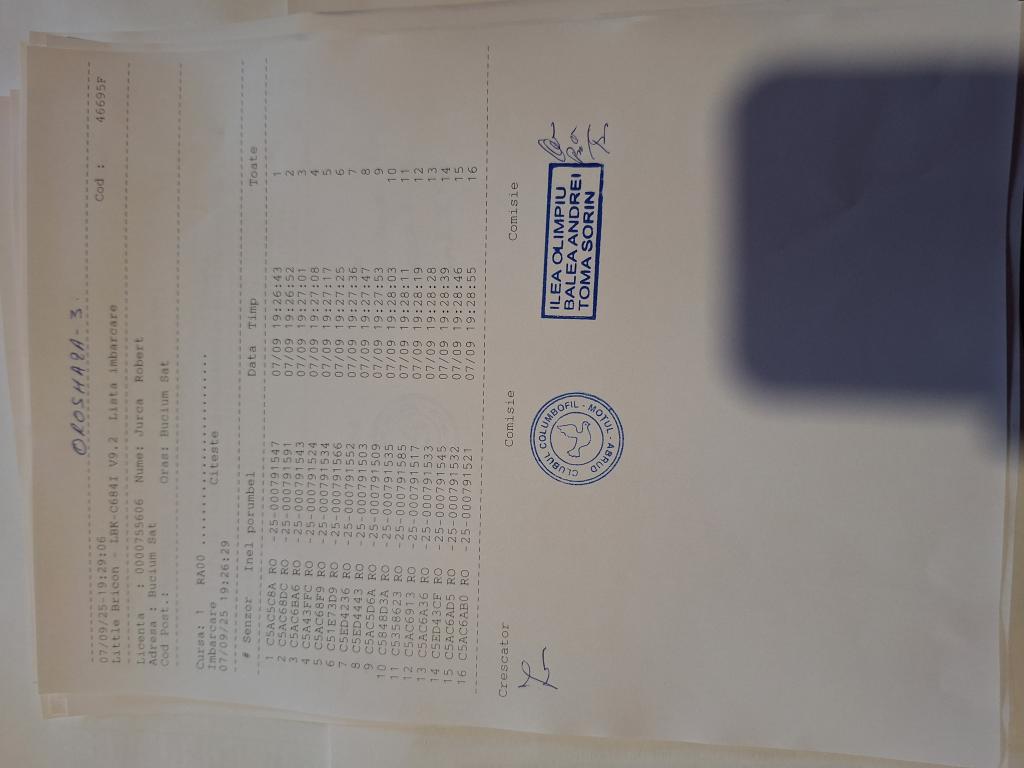 OROSHAZA-3
07/09/25-19:29:06
Little Bricon - LBK-C684I V9.2 Lista imbarcare Cod : 46695F
Licenta : 0000755606 Nume: Jurca Robert
Adresa : Bucium Sat Oras: Bucium Sat
Cod Post.:
Cursa: 1 RA00 ..............................
Imbarcare Citeste
07/09/25 19:26:29
# Senzor Inel porumbel Data Timp Toate
1 C5AC5C8A RO -25-000791547 07/09 19:26:43 1
2 C5AC68DC RO -25-000791591 07/09 19:26:52 2
3 C5AC6BA6 RO -25-000791543 07/09 19:27:01 3
4 C5A43FFC RO -25-000791524 07/09 19:27:08 4
5 C5AC68F9 RO -25-000791534 07/09 19:27:17 5
6 C51E73D9 RO -25-000791566 07/09 19:27:25 6
7 C5ED4236 RO -25-000791552 07/09 19:27:36 7
8 C5ED4443 RO -25-000791503 07/09 19:27:47 8
9 C5AC5D6A RO -25-000791509 07/09 19:27:53 9
10 C5848D3A RO -25-000791535 07/09 19:28:03 10
11 C5358623 RO -25-000791585 07/09 19:28:11 11
12 C5AC6913 RO -25-000791517 07/09 19:28:19 12
13 C5AC6A36 RO -25-000791533 07/09 19:28:28 13
14 C5ED43CF RO -25-000791545 07/09 19:28:39 14
15 C5AC6AD5 RO -25-000791532 07/09 19:28:46 15
16 C5AC6AB0 RO -25-000791521 07/09 19:28:55 16
Crescator Comisie Comisie
CLUBUL COLUMBOFIL - MOTUL - ABRUD
ILEA OLIMPIU
BALEA ANDREI
TOMA SORIN